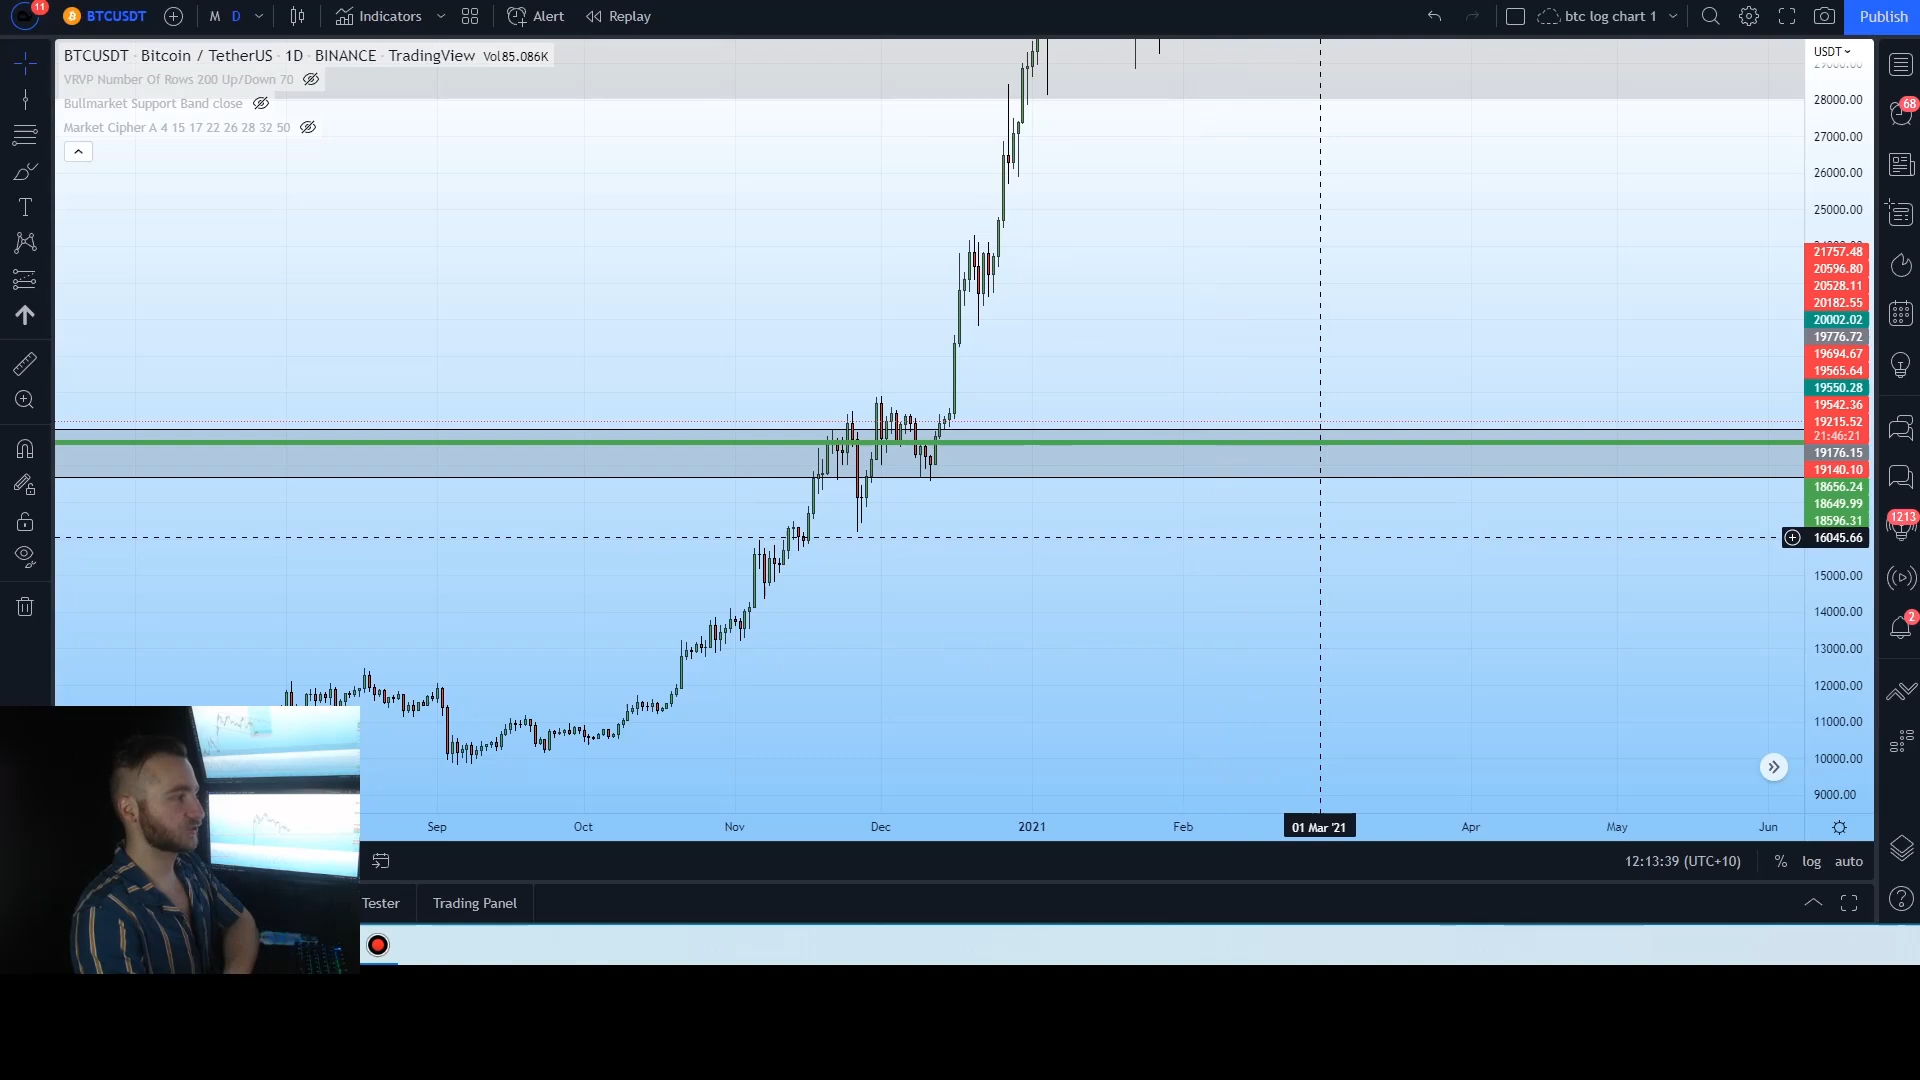 11
BTCUSDT
M D
Indicators
Alert
Replay
btc log chart 1
Publish
BTCUSDT · Bitcoin / TetherUS · 1D · BINANCE · TradingView Vol85.086K
VRVP Number Of Rows 200 Up/Down 70
Bullmarket Support Band close
Market Cipher A 4 15 17 22 26 28 32 50
USDT
29000.00
28000.00
27000.00
26000.00
25000.00
21757.48
20596.80
20528.11
20182.55
20002.02
19776.72
19694.67
19565.64
19550.28
19542.36
19215.52
21:46:21
19176.15
19140.10
18656.24
18649.99
18596.31
16045.66
15000.00
14000.00
13000.00
12000.00
11000.00
10000.00
9000.00
68
1213
2
Sep
Oct
Nov
Dec
2021
Feb
01 Mar '21
Apr
May
Jun
12:13:39 (UTC+10)
%
log
auto
Tester
Trading Panel